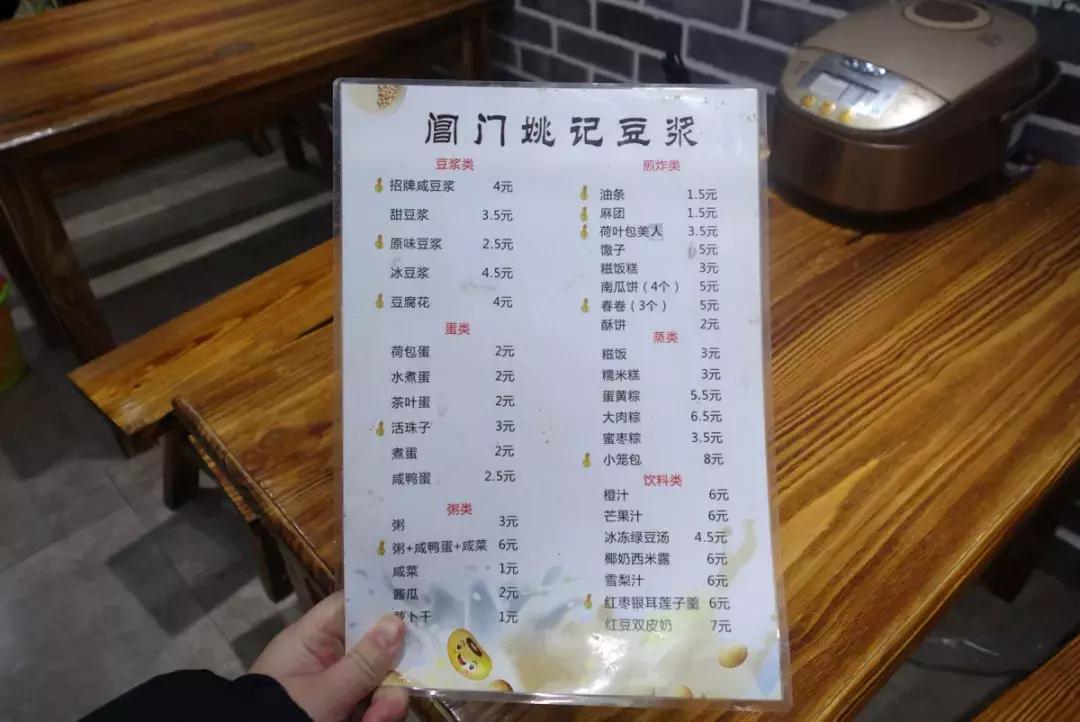 阊门姚记豆浆
豆浆类
招牌咸豆浆 4元
甜豆浆 3.5元
原味豆浆 2.5元
冰豆浆 4.5元
豆腐花 4元
蛋类
荷包蛋 2元
水煮蛋 2元
茶叶蛋 2元
活珠子 3元
煮蛋 2元
咸鸭蛋 2.5元
粥类
粥 3元
粥+咸鸭蛋+咸菜 6元
咸菜 1元
酱瓜 2元
萝卜干 1元
煎炸类
油条 1.5元
麻团 1.5元
荷叶包美人 3.5元
馓子 5元
糍饭糕 3元
南瓜饼（4个） 5元
春卷（3个） 5元
酥饼 2元
蒸类
糍饭 3元
糯米糕 3元
蛋黄粽 5.5元
大肉粽 6.5元
蜜枣粽 3.5元
小笼包 8元
饮料类
橙汁 6元
芒果汁 6元
冰冻绿豆汤 4.5元
椰奶西米露 6元
雪梨汁 6元
红枣银耳莲子羹 6元
红豆双皮奶 7元